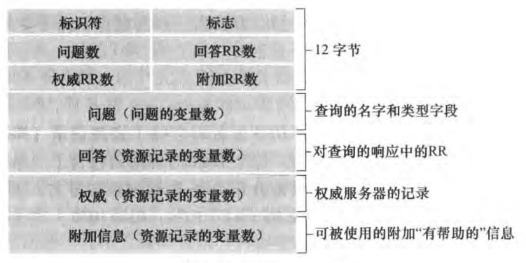 标识符 标志
问题数 回答RR数 12 字节
权威RR数 附加RR数
问题（问题的变量数） 查询的名字和类型字段
回答（资源记录的变量数） 对查询的响应中的RR
权威（资源记录的变量数） 权威服务器的记录
附加信息（资源记录的变量数） 可被使用的附加“有帮助的”信息